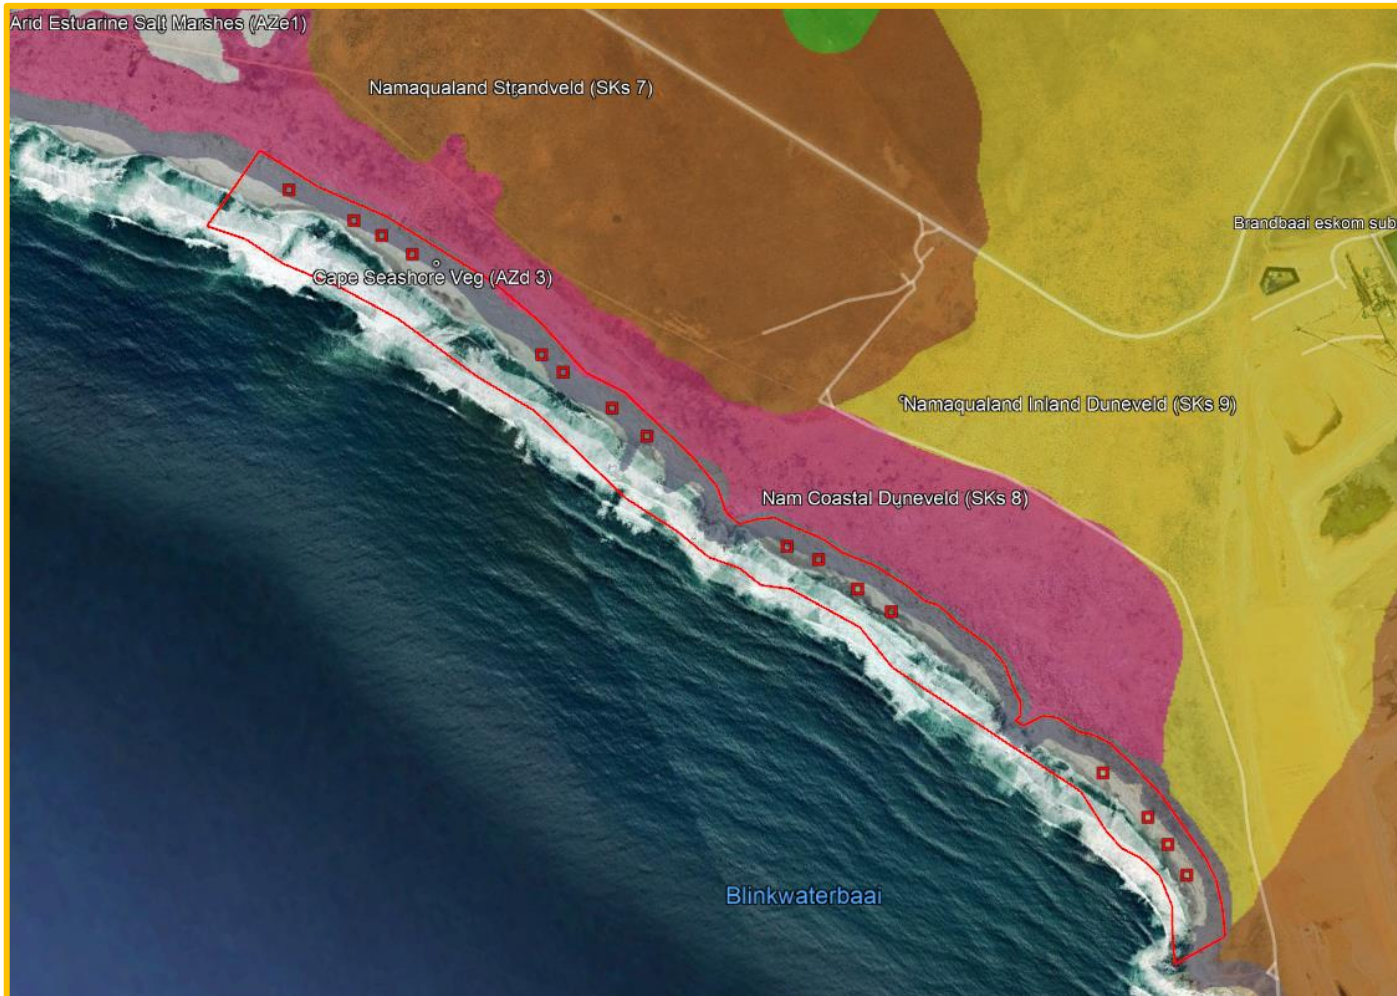 Arid Estuarine Salt Marshes (AZe1)
Namaqualand Strandveld (SKs 7)
Brandbaai eskom sub
Cape Seashore Veg (AZd 3)
Namaqualand Inland Duneveld (SKs 9)
Nam Coastal Duneveld (SKs 8)
Blinkwaterbaai